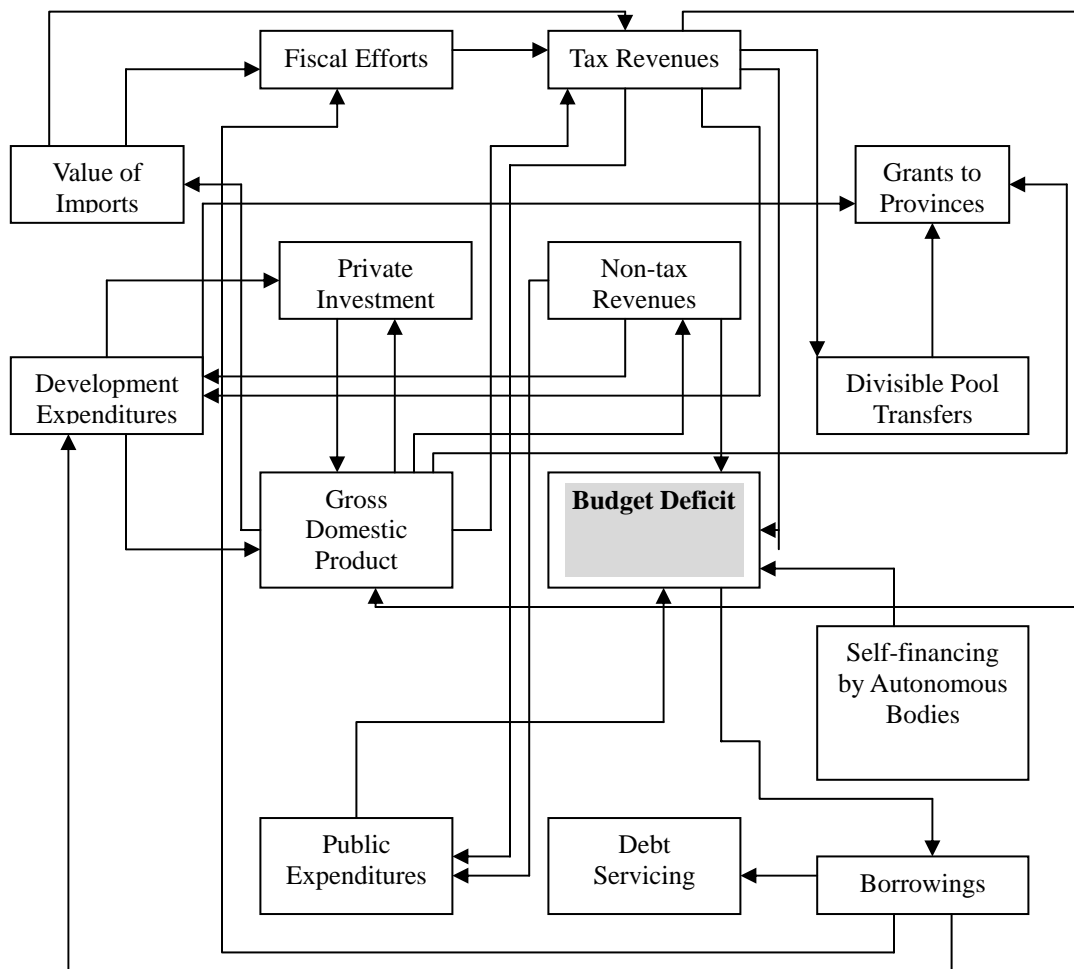 Fiscal Efforts
Tax Revenues
Value of
Imports
Grants to
Provinces
Private
Investment
Non-tax
Revenues
Development
Expenditures
Divisible Pool
Transfers
Gross
Domestic
Product
Budget Deficit
Self-financing
by Autonomous
Bodies
Public
Expenditures
Debt
Servicing
Borrowings